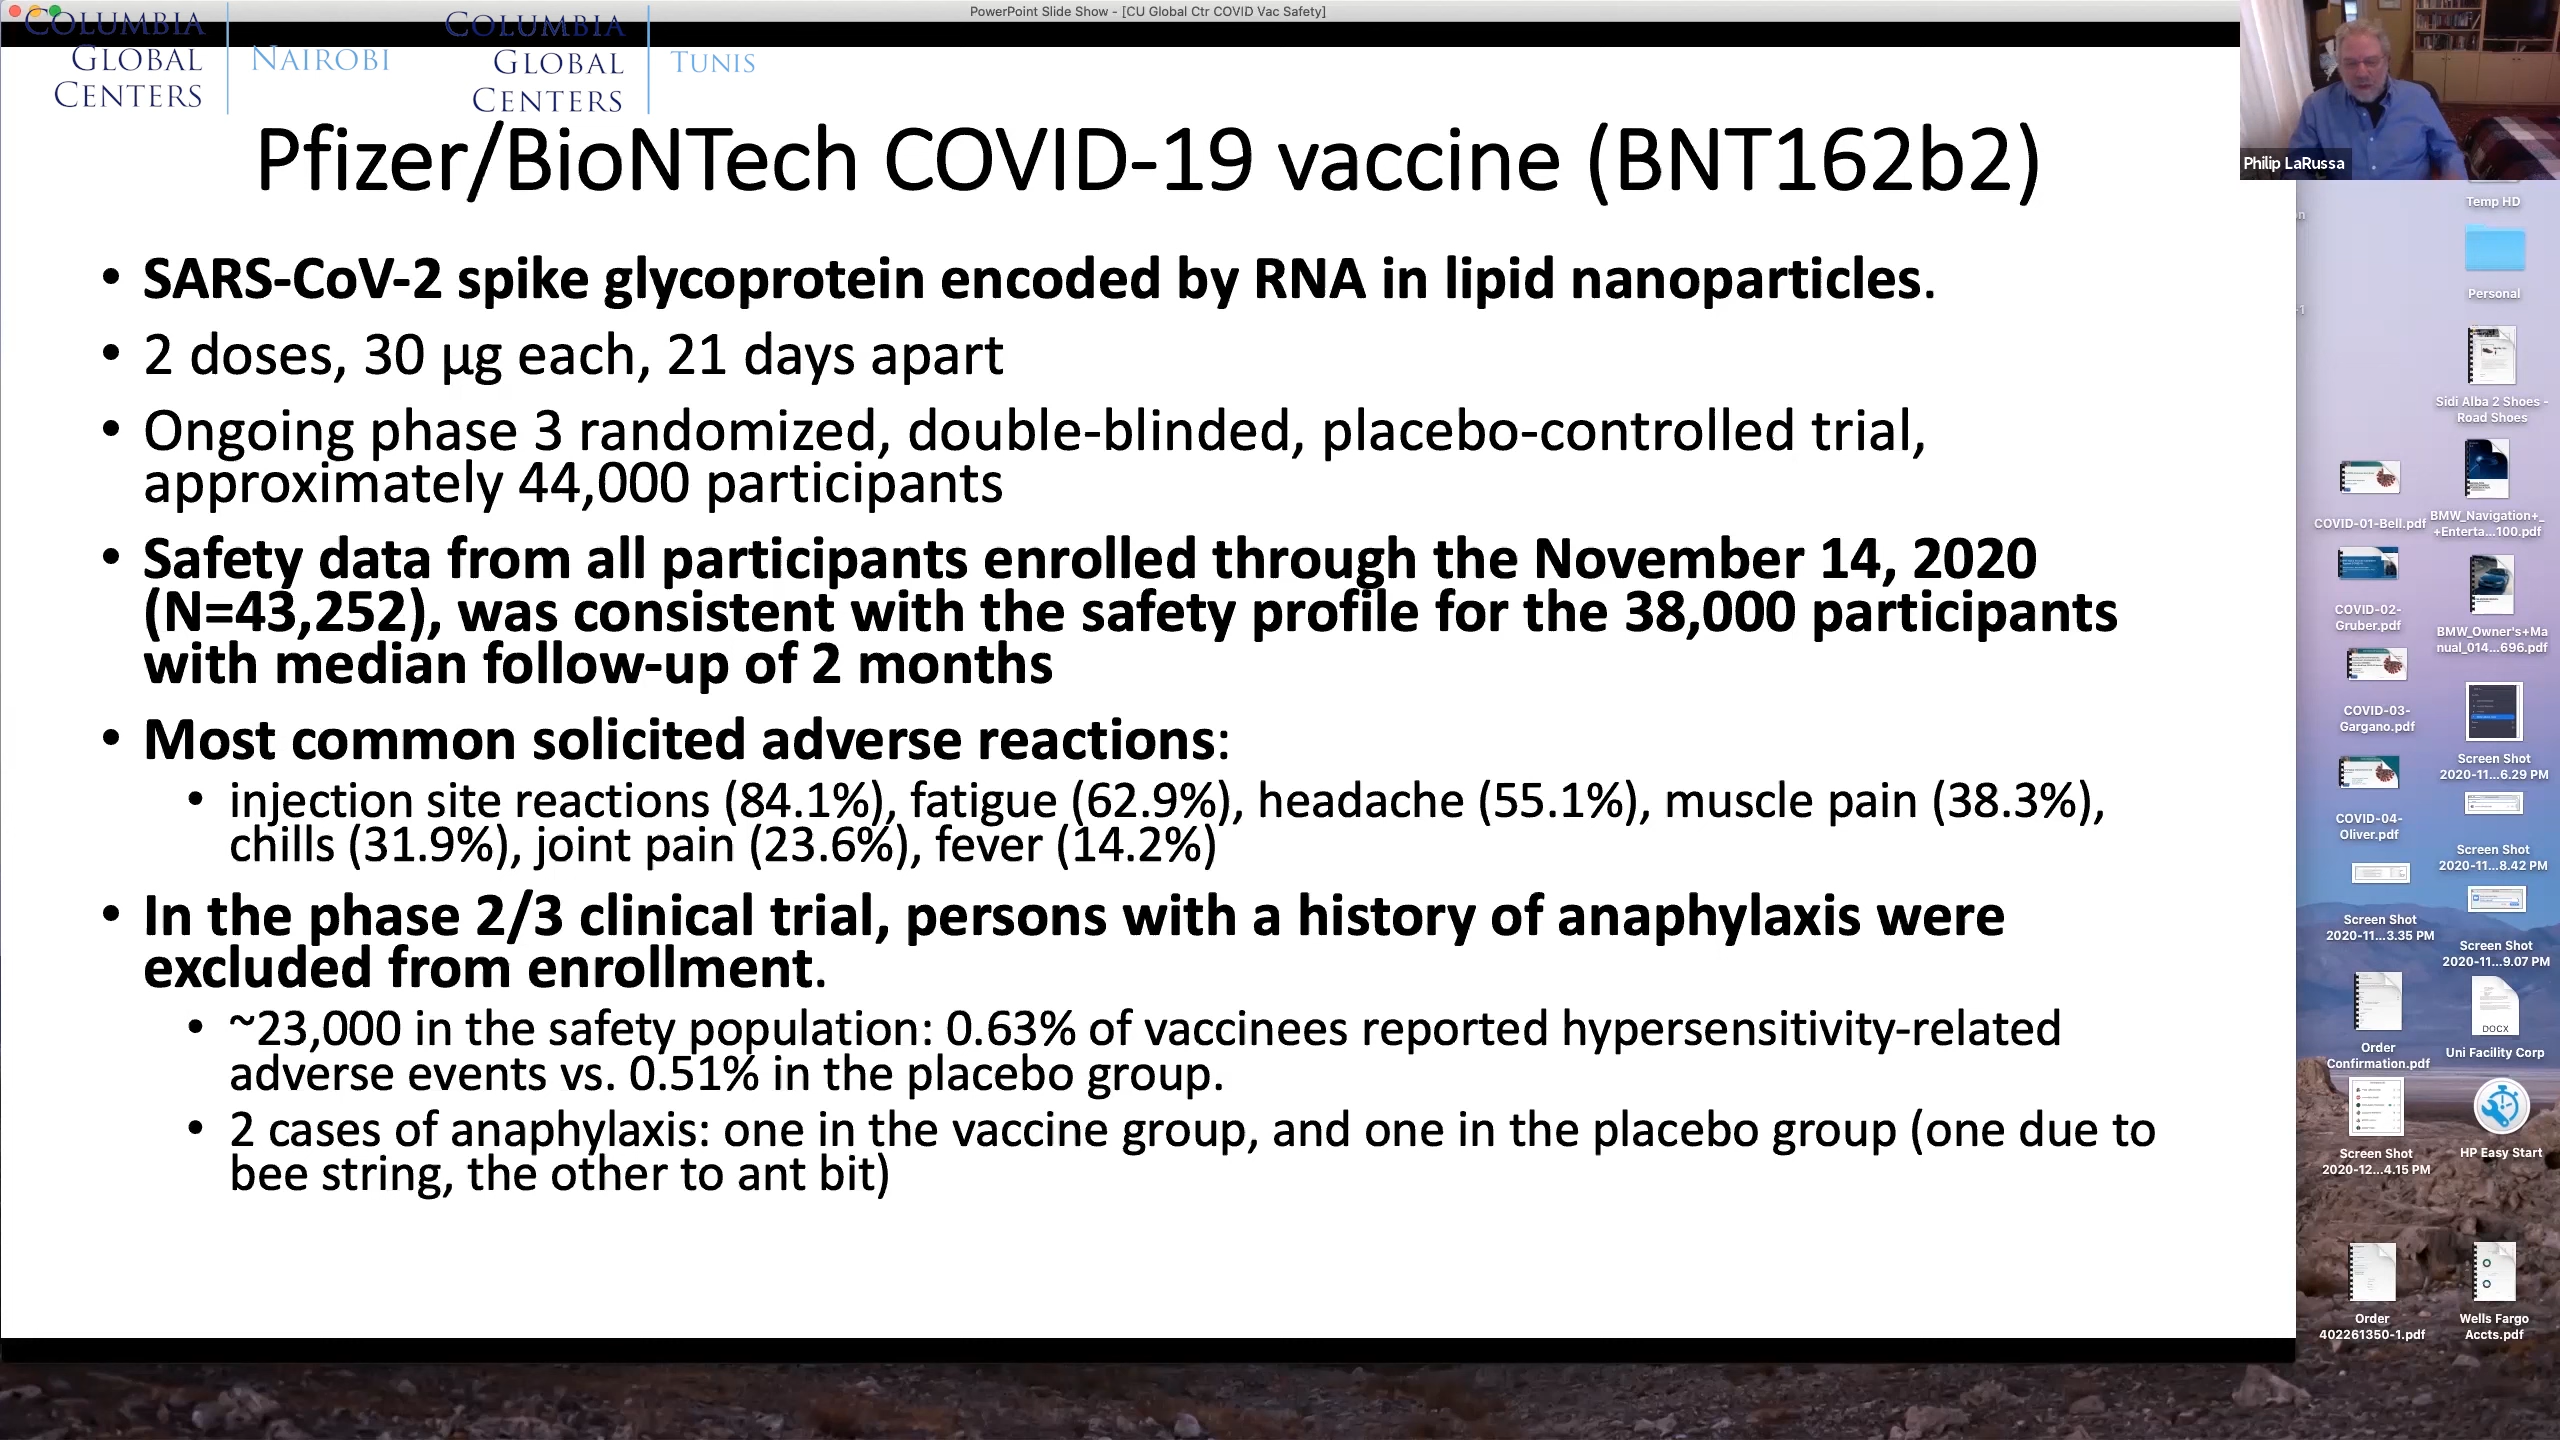 PowerPoint Slide Show - [CU Global Ctr COVID Vac Safety]
COLUMBIA
GLOBAL
CENTERS
NAIROBI
COLUMBIA
GLOBAL
CENTERS
TUNIS
Pfizer/BioNTech COVID-19 vaccine (BNT162b2)
• SARS-CoV-2 spike glycoprotein encoded by RNA in lipid nanoparticles.
• 2 doses, 30 µg each, 21 days apart
• Ongoing phase 3 randomized, double-blinded, placebo-controlled trial,
approximately 44,000 participants
• Safety data from all participants enrolled through the November 14, 2020
(N=43,252), was consistent with the safety profile for the 38,000 participants
with median follow-up of 2 months
• Most common solicited adverse reactions:
• injection site reactions (84.1%), fatigue (62.9%), headache (55.1%), muscle pain (38.3%),
chills (31.9%), joint pain (23.6%), fever (14.2%)
• In the phase 2/3 clinical trial, persons with a history of anaphylaxis were
excluded from enrollment.
• ~23,000 in the safety population: 0.63% of vaccinees reported hypersensitivity-related
adverse events vs. 0.51% in the placebo group.
• 2 cases of anaphylaxis: one in the vaccine group, and one in the placebo group (one due to
bee string, the other to ant bit)
Philip LaRussa
Temp HD
Personal
Sidi Alba 2 Shoes -
Road Shoes
COVID-01-Bell.pdf
BMW_Navigation+_
+Enterta...100.pdf
COVID-02-
Gruber.pdf
BMW_Owner's+Ma
nual_014...696.pdf
COVID-03-
Gargano.pdf
Screen Shot
2020-11...6.29 PM
COVID-04-
Oliver.pdf
Screen Shot
2020-11...8.42 PM
Screen Shot
2020-11...3.35 PM
Screen Shot
2020-11...9.07 PM
Order
Confirmation.pdf
DOCX
Uni Facility Corp
Screen Shot
2020-12...4.15 PM
HP Easy Start
Order
402261350-1.pdf
Wells Fargo
Accts.pdf